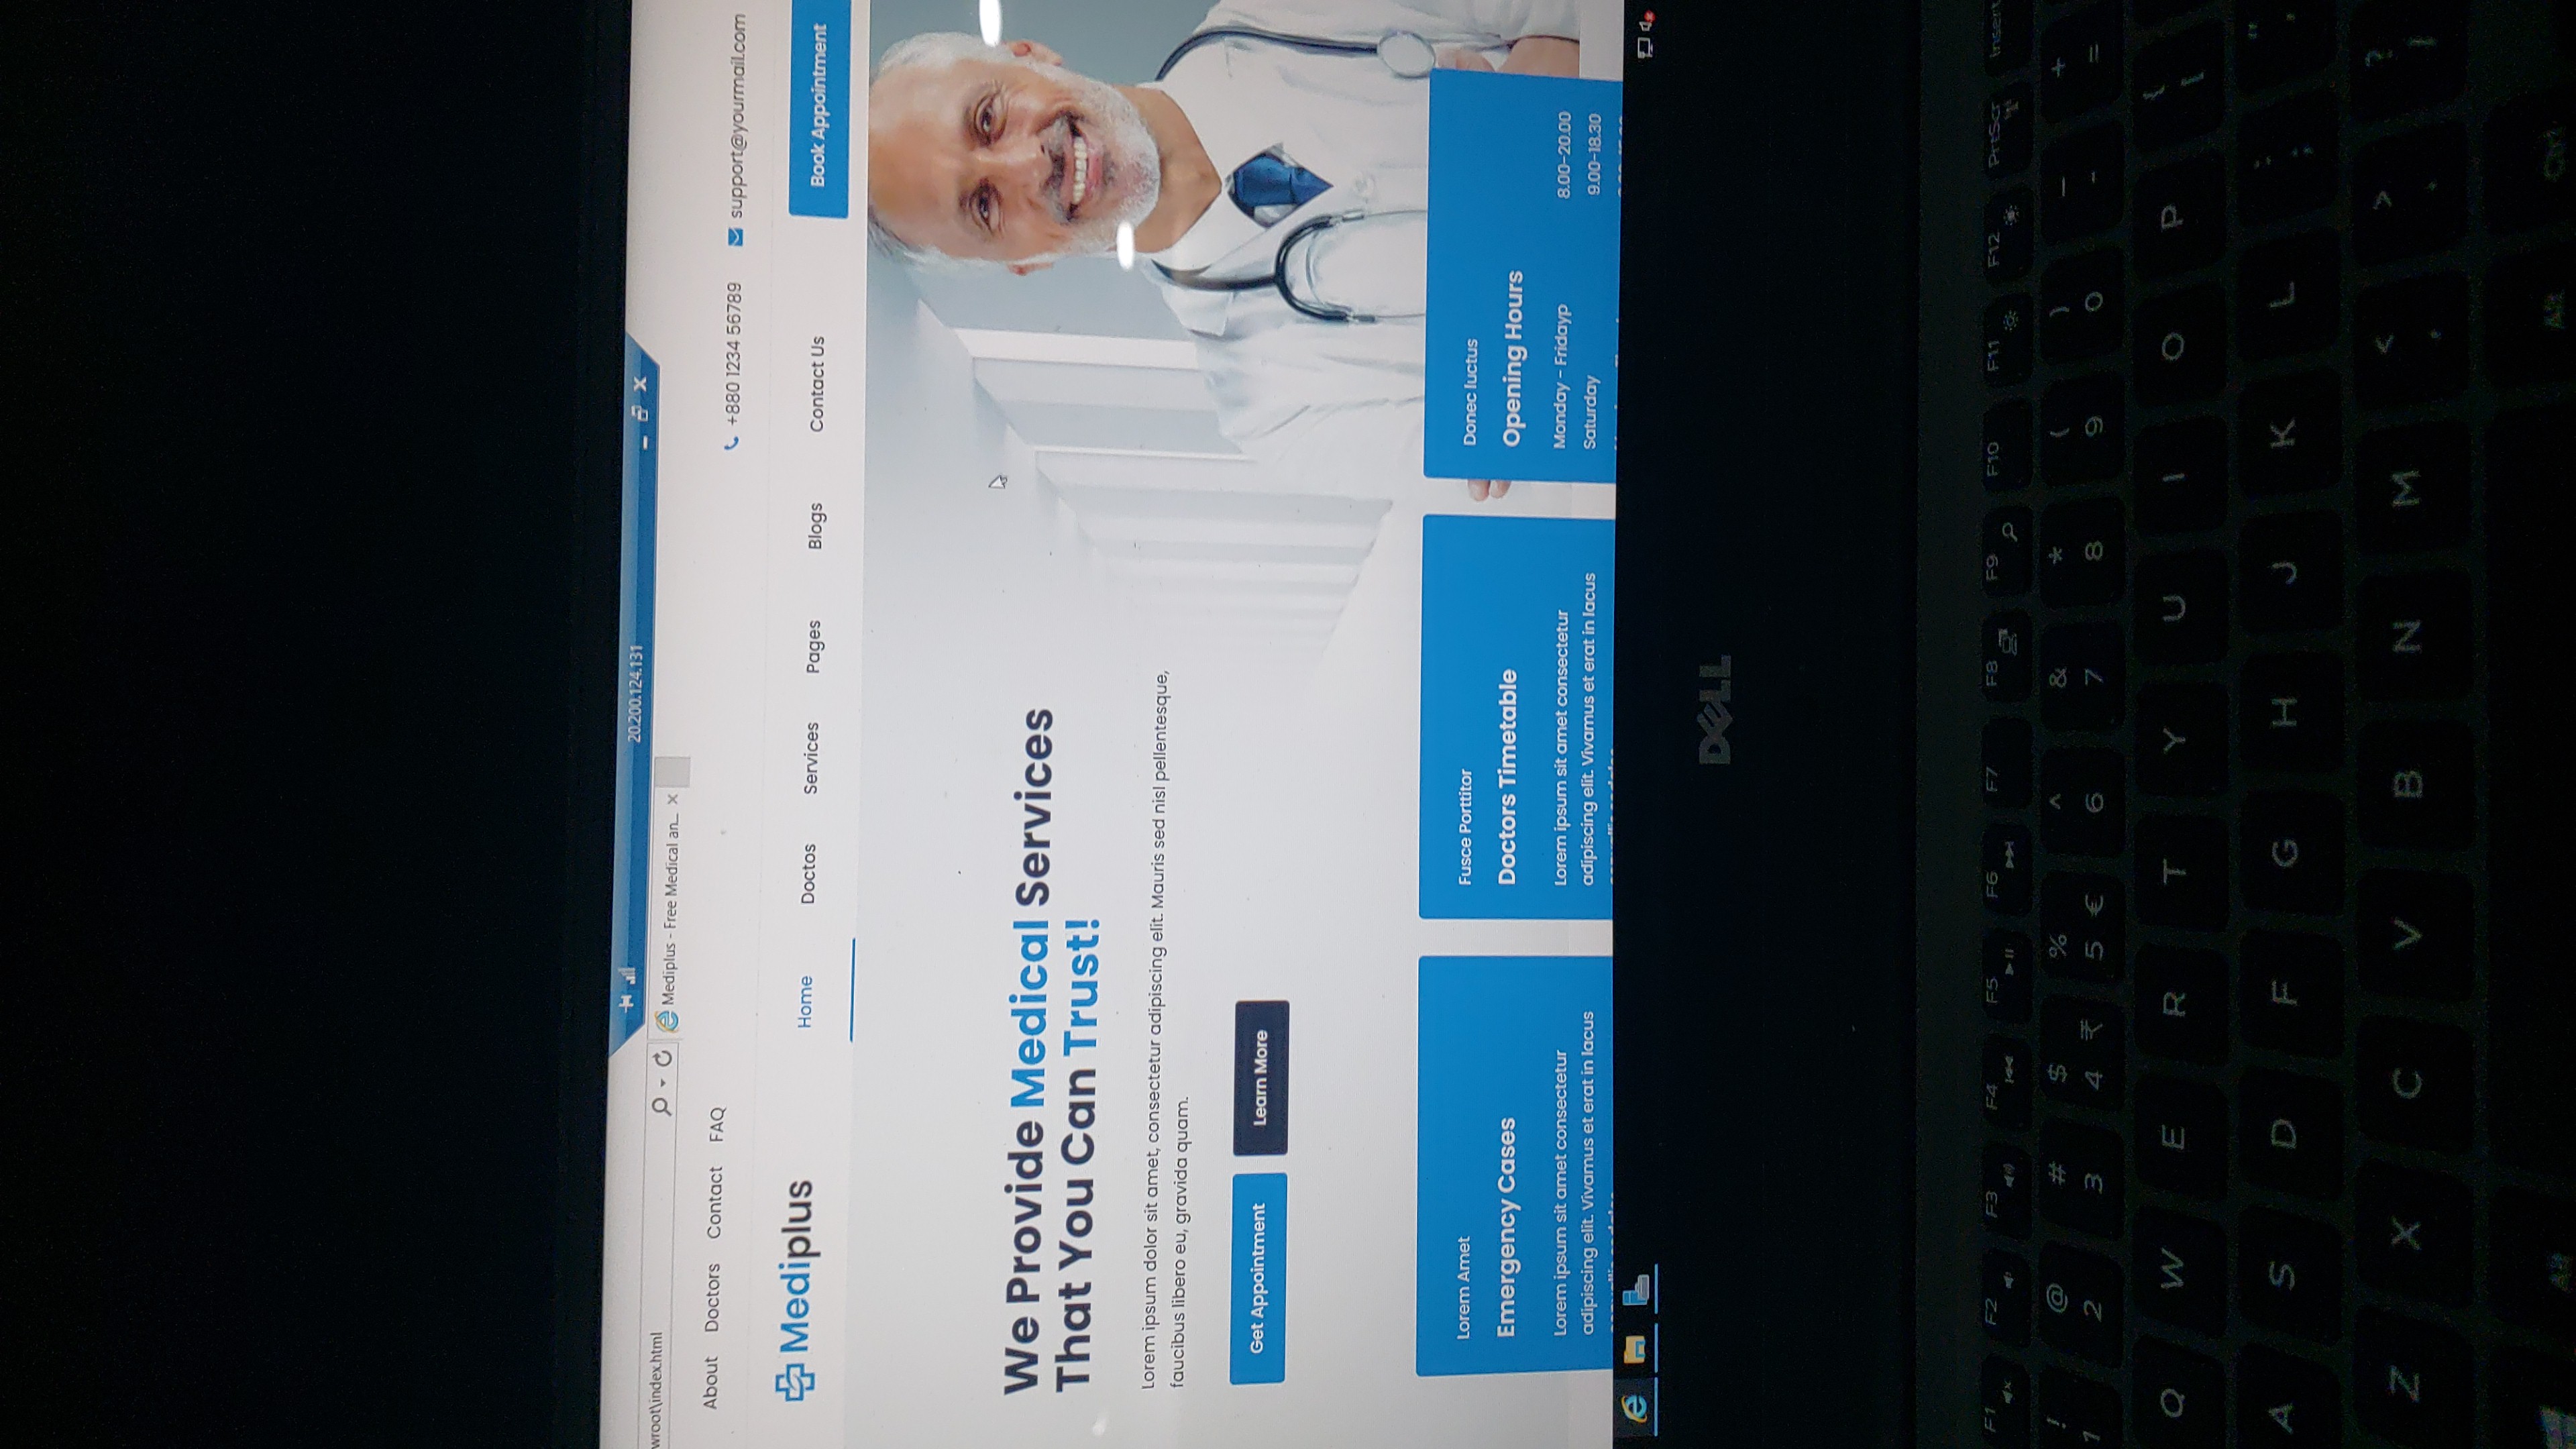 20.200.124.131
wroot\index.html
Mediplus - Free Medical an...
About Doctors Contact FAQ
+880 1234 56789 support@yourmail.com
Mediplus
Home Doctos Services Pages Blogs Contact Us Book Appointment
We Provide Medical Services
That You Can Trust!
Lorem ipsum dolor sit amet, consectetur adipiscing elit. Mauris sed nisl pellentesque,
faucibus libero eu, gravida quam.
Get Appointment Learn More
Lorem Amet
Emergency Cases
Lorem ipsum sit amet consectetur
adipiscing elit. Vivamus et erat in lacus
Fusce Porttitor
Doctors Timetable
Lorem ipsum sit amet consectetur
adipiscing elit. Vivamus et erat in lacus
Donec luctus
Opening Hours
Monday - Fridayp 8.00-20.00
Saturday 9.00-18.30
DELL
F1 F2 F3 F4 F5 F6 F7 F8 F9 F10 F11 F12 PrtScr Insert
! @ # $ % ^ & * ( ) _ +
1 2 3 4 ₹ 5 € 6 7 8 9 0 - =
Q W E R T Y U I O P { [
A S D F G H J K L : ; " '
Z X C V B N M < , > . ? /
Alt Alt Ctrl